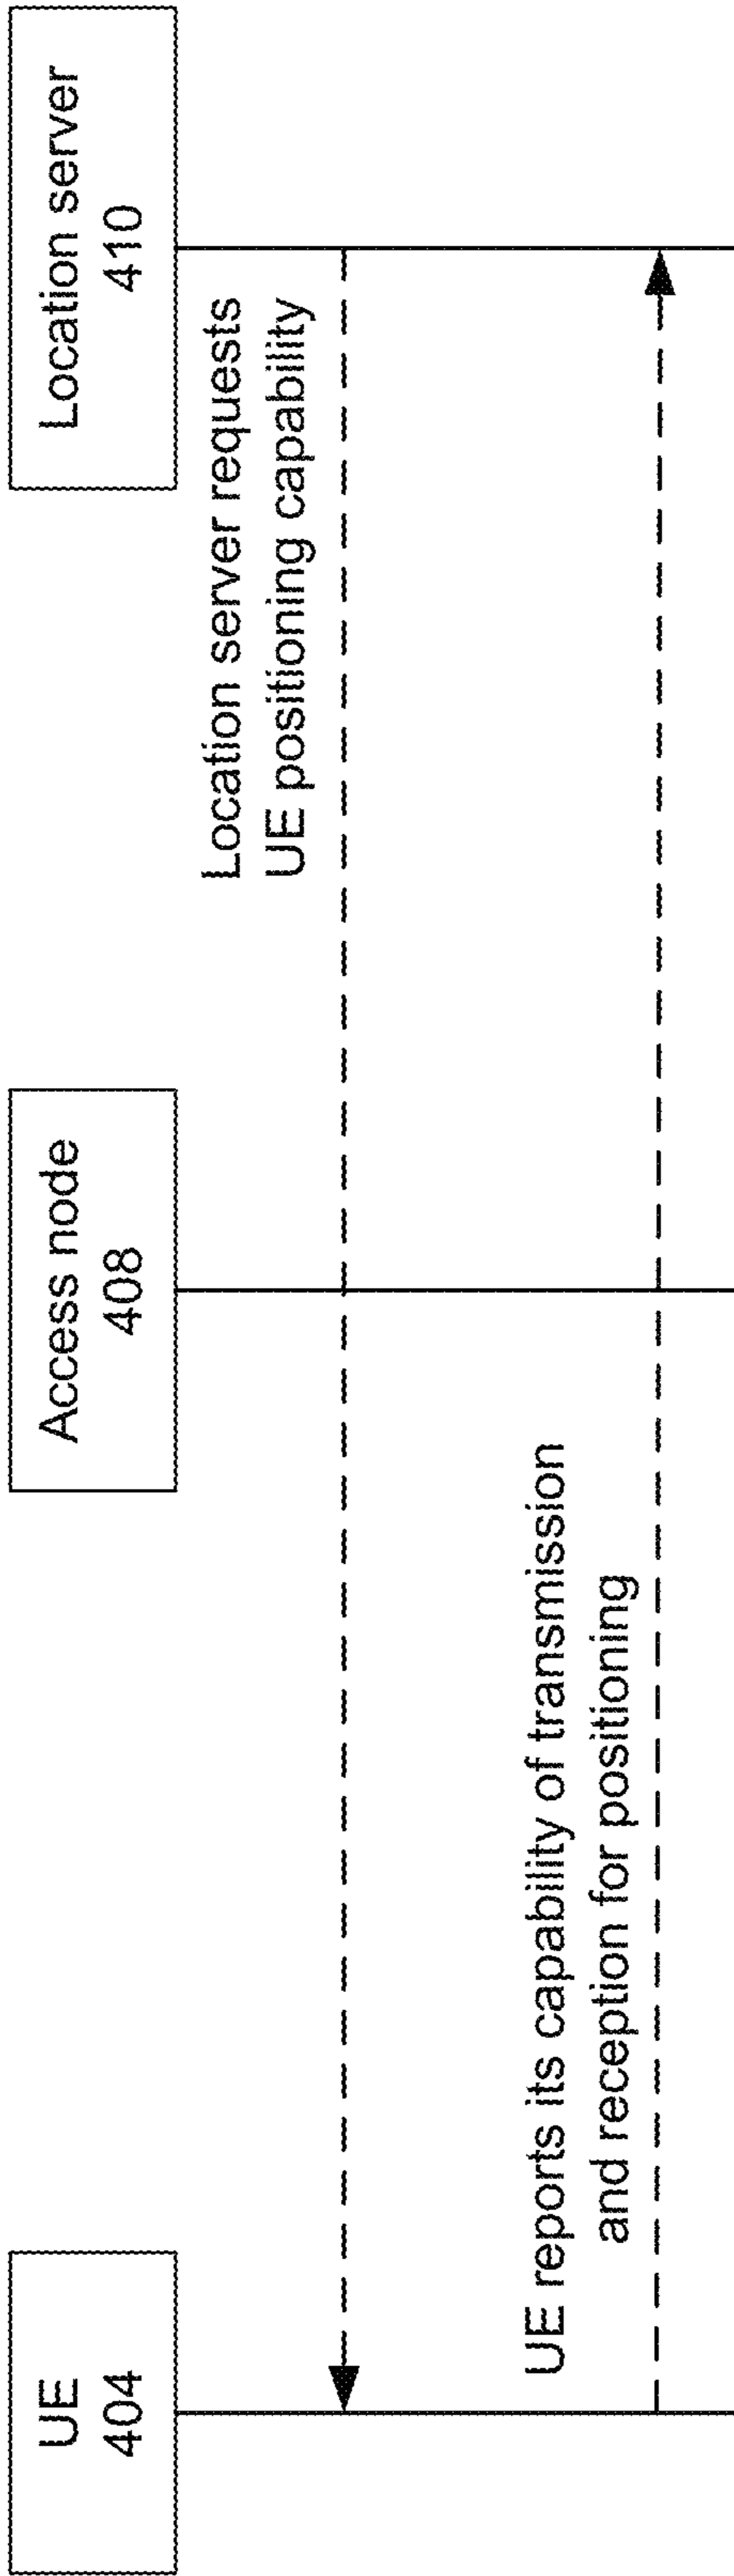 UE
404
Access node
408
Location server
410
Location server requests
UE positioning capability
UE reports its capability of transmission
and reception for positioning